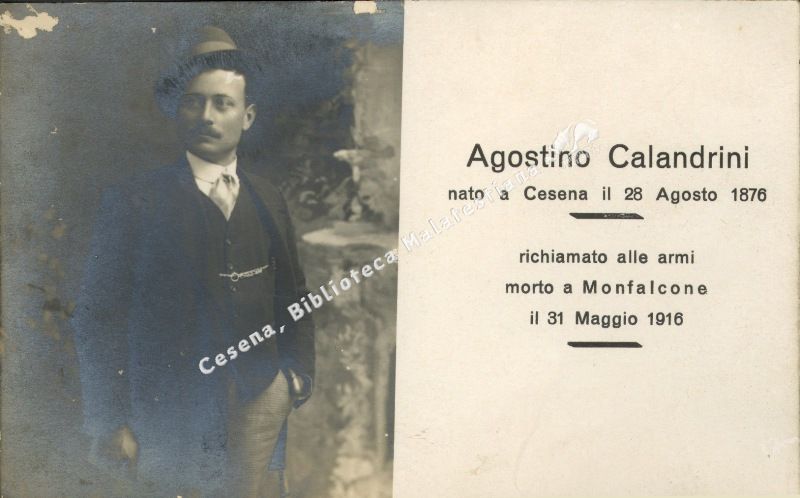 Agostino Calandrini
nato a Cesena il 28 Agosto 1876
richiamato alle armi
morto a Monfalcone
il 31 Maggio 1916
Cesena, Biblioteca Malatestiana